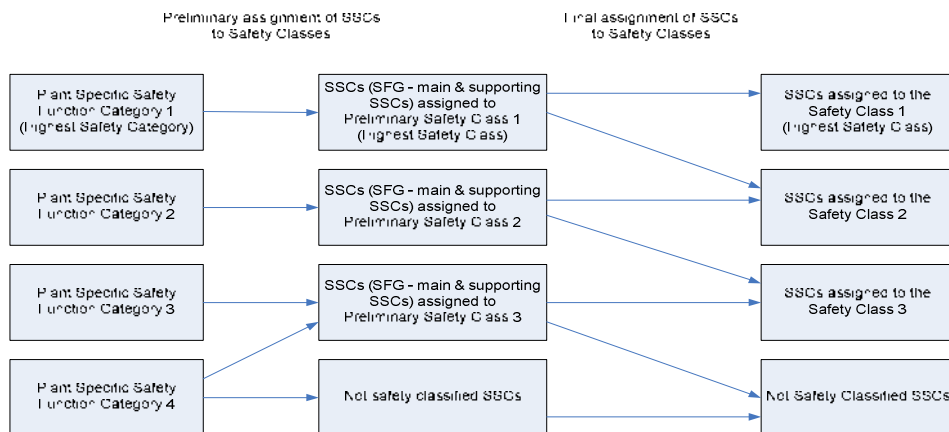 Preliminary assignment of SSCs
to Safety Classes
Final assignment of SSCs
to Safety Classes
Plant Specific Safety
Function Category 1
(Highest Safety Category)
SSCs (SFG - main & supporting
SSCs) assigned to
Preliminary Safety Class 1
(Highest Safety Class)
SSCs assigned to the
Safety Class 1
(Highest Safety Class)
Plant Specific Safety
Function Category 2
SSCs (SFG - main & supporting
SSCs) assigned to
Preliminary Safety Class 2
SSCs assigned to the
Safety Class 2
Plant Specific Safety
Function Category 3
SSCs (SFG - main & supporting
SSCs) assigned to
Preliminary Safety Class 3
SSCs assigned to the
Safety Class 3
Plant Specific Safety
Function Category 4
Not safely classified SSCs
Not Safely Classified SSCs